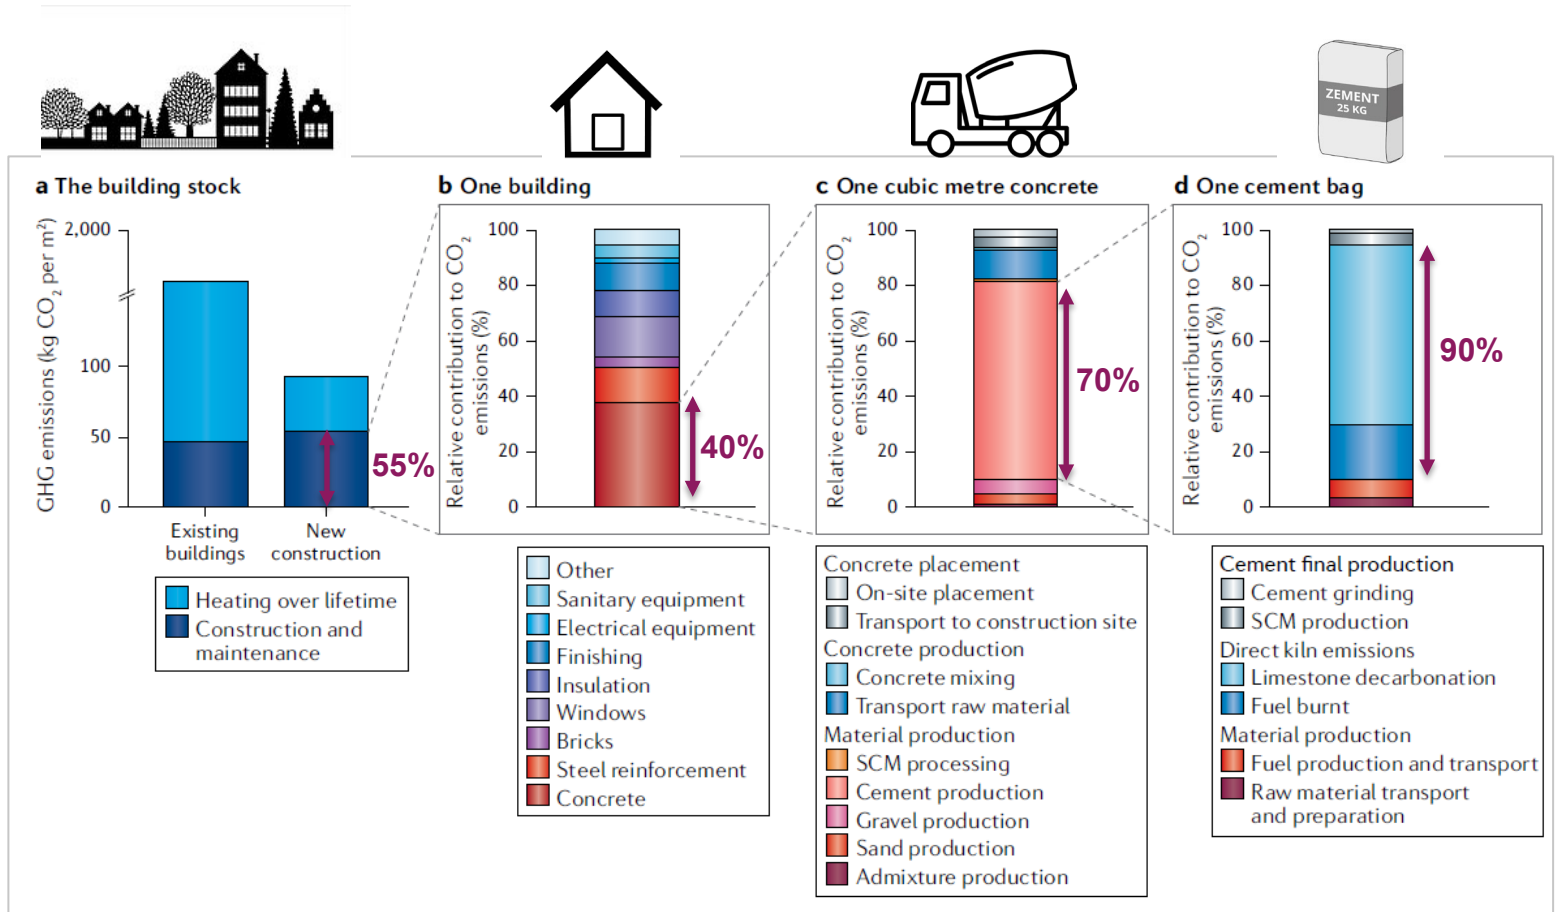 ZEMENT
25 KG
a The building stock
GHG emissions (kg CO2 per m2)
2,000
100
50
0
55%
Existing
buildings
New
construction
Heating over lifetime
Construction and
maintenance
b One building
Relative contribution to CO2
emissions (%)
100
80
60
40
20
0
40%
Other
Sanitary equipment
Electrical equipment
Finishing
Insulation
Windows
Bricks
Steel reinforcement
Concrete
c One cubic metre concrete
Relative contribution to CO2
emissions (%)
100
80
60
40
20
0
70%
Concrete placement
On-site placement
Transport to construction site
Concrete production
Concrete mixing
Transport raw material
Material production
SCM processing
Cement production
Gravel production
Sand production
Admixture production
d One cement bag
Relative contribution to CO2
emissions (%)
100
80
60
40
20
0
90%
Cement final production
Cement grinding
SCM production
Direct kiln emissions
Limestone decarbonation
Fuel burnt
Material production
Fuel production and transport
Raw material transport
and preparation